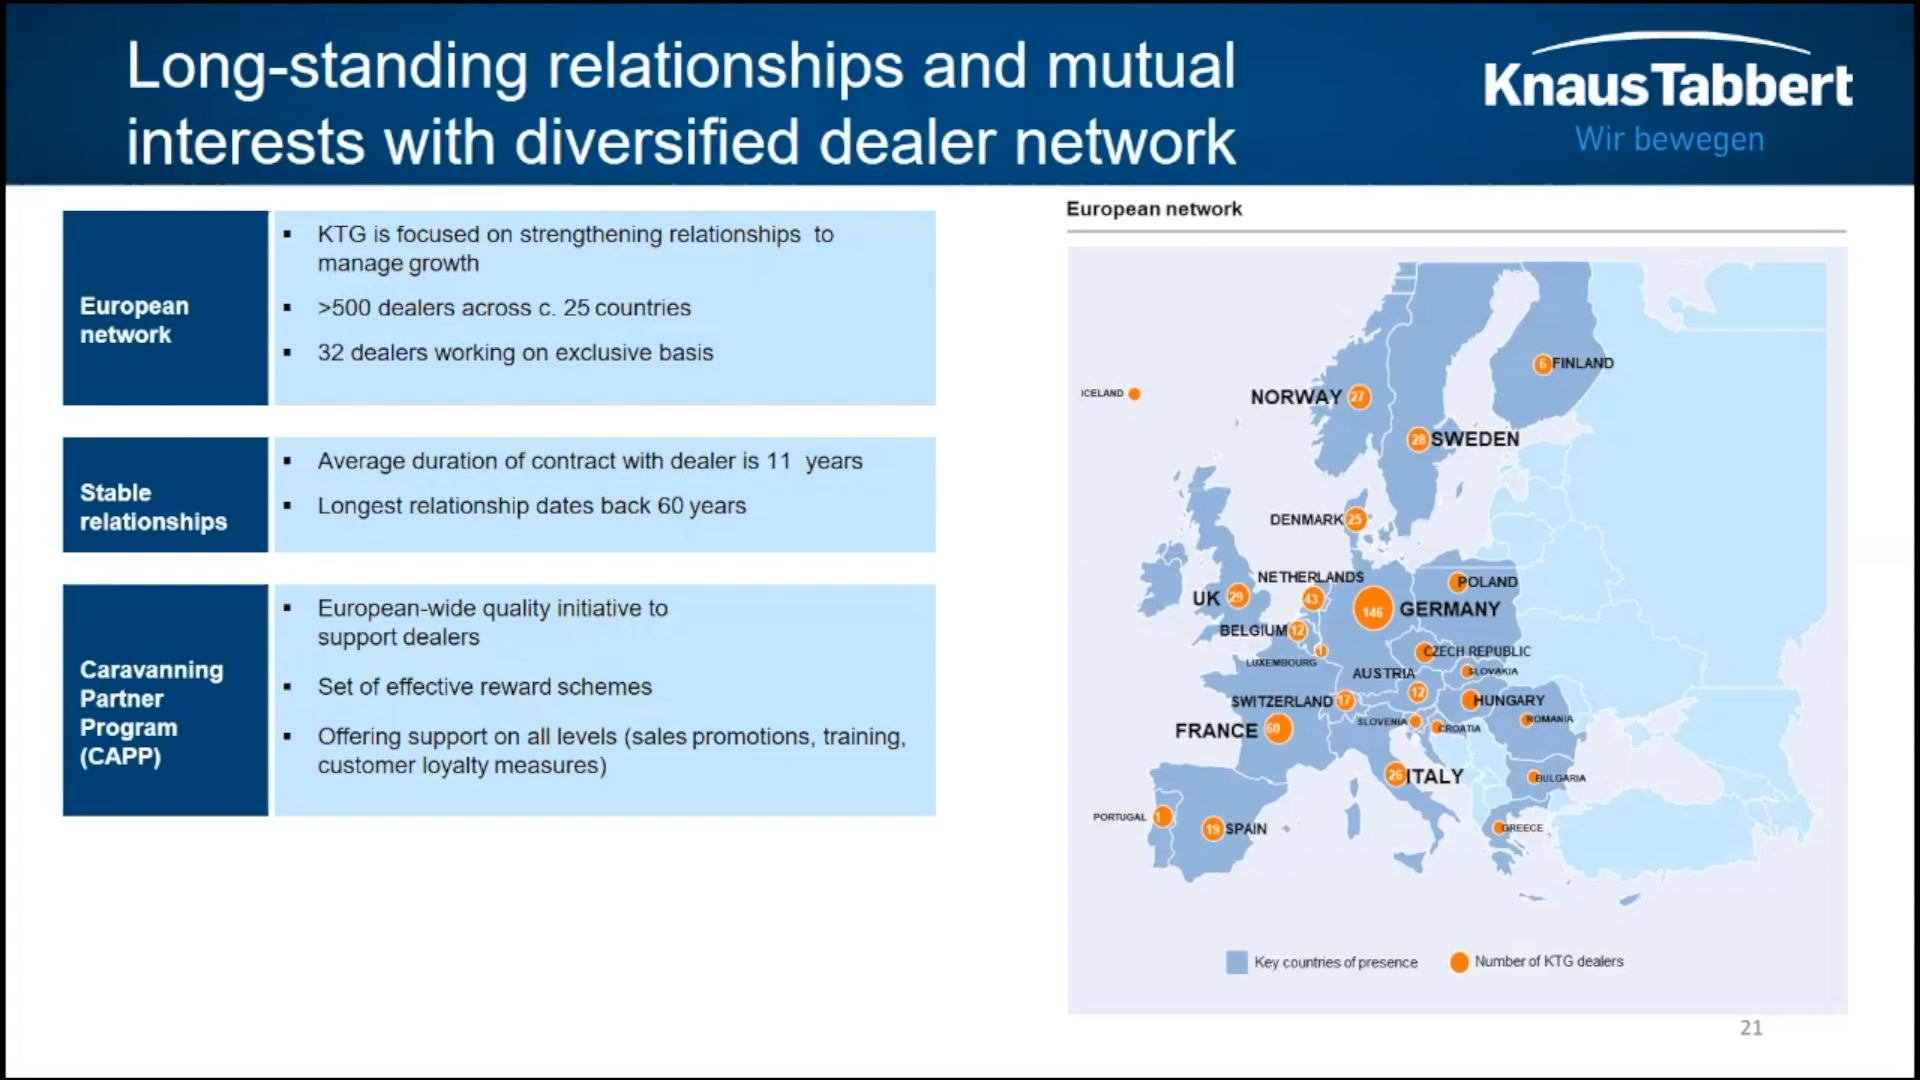 Long-standing relationships and mutual
interests with diversified dealer network
KnausTabbert
Wir bewegen
European
network
▪ KTG is focused on strengthening relationships to
manage growth
▪ >500 dealers across c. 25 countries
▪ 32 dealers working on exclusive basis
Stable
relationships
▪ Average duration of contract with dealer is 11 years
▪ Longest relationship dates back 60 years
Caravanning
Partner
Program
(CAPP)
▪ European-wide quality initiative to
support dealers
▪ Set of effective reward schemes
▪ Offering support on all levels (sales promotions, training,
customer loyalty measures)
European network
6 FINLAND
ICELAND
NORWAY 27
28 SWEDEN
DENMARK 25
NETHERLANDS
43
POLAND
UK 29
146 GERMANY
BELGIUM 12
LUXEMBOURG 1
CZECH REPUBLIC
AUSTRIA
12
SLOVAKIA
SWITZERLAND 17
HUNGARY
SLOVENIA
CROATIA
ROMANIA
FRANCE 60
26 ITALY
BULGARIA
PORTUGAL 1
19 SPAIN
GREECE
Key countries of presence
Number of KTG dealers
21